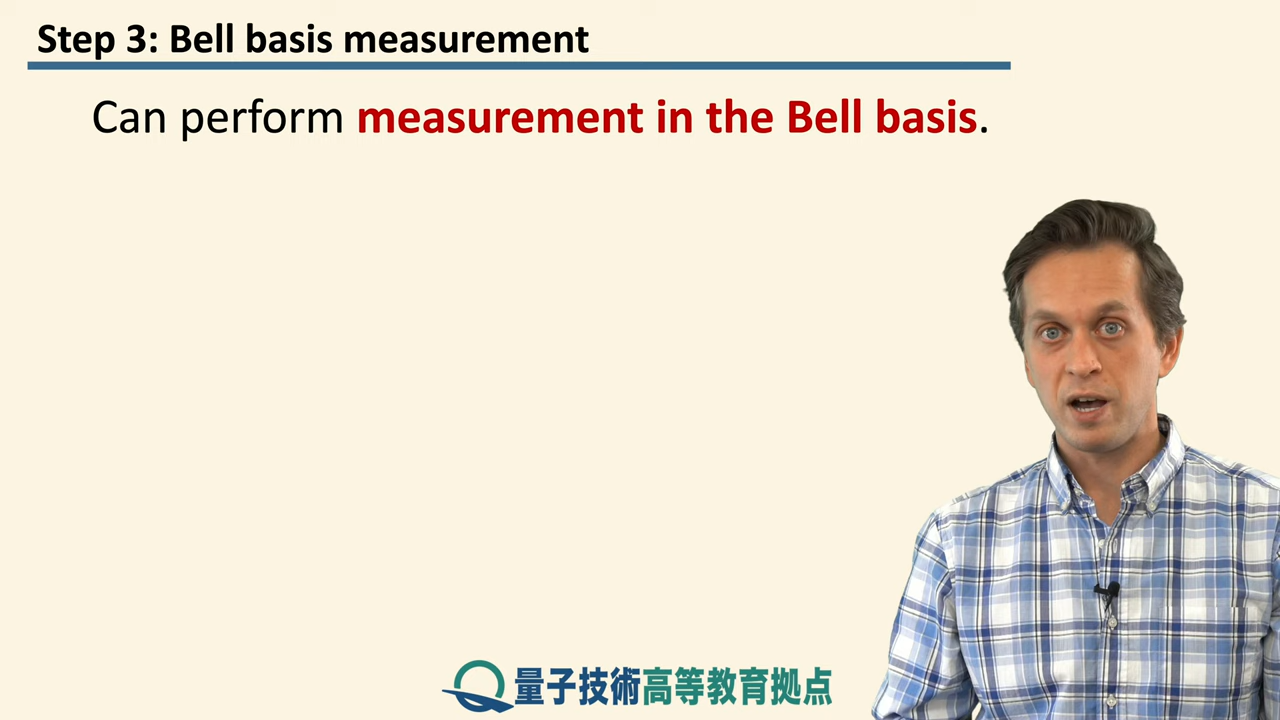 Step 3: Bell basis measurement
Can perform measurement in the Bell basis.
量子技術高等教育拠点